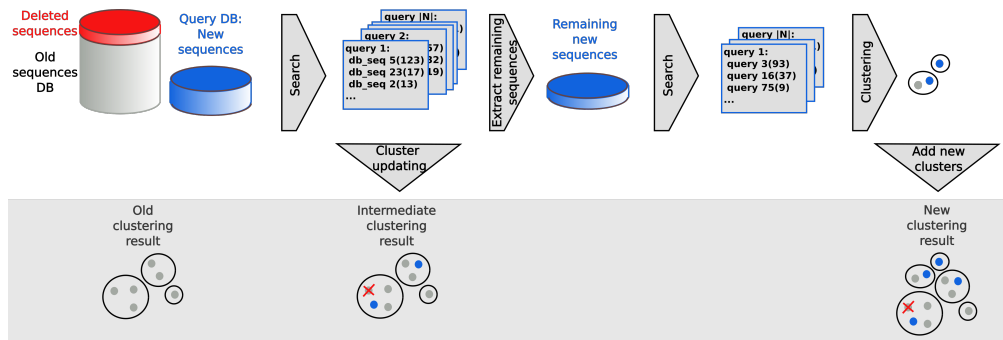 Deleted
sequences
Old
sequences
DB
Query DB:
New
sequences
Search
query |N|:
query 2:
57)
32)
19)
query 1:
db_seq 5(123)
db_seq 23(17)
db_seq 2(13)
...
Extract remaining
sequences
Remaining
new
sequences
Search
query |N|:
query 1:
query 3(93)
query 16(37)
query 75(9)
...
Clustering
Cluster
updating
Add new
clusters
Old
clustering
result
Intermediate
clustering
result
New
clustering
result